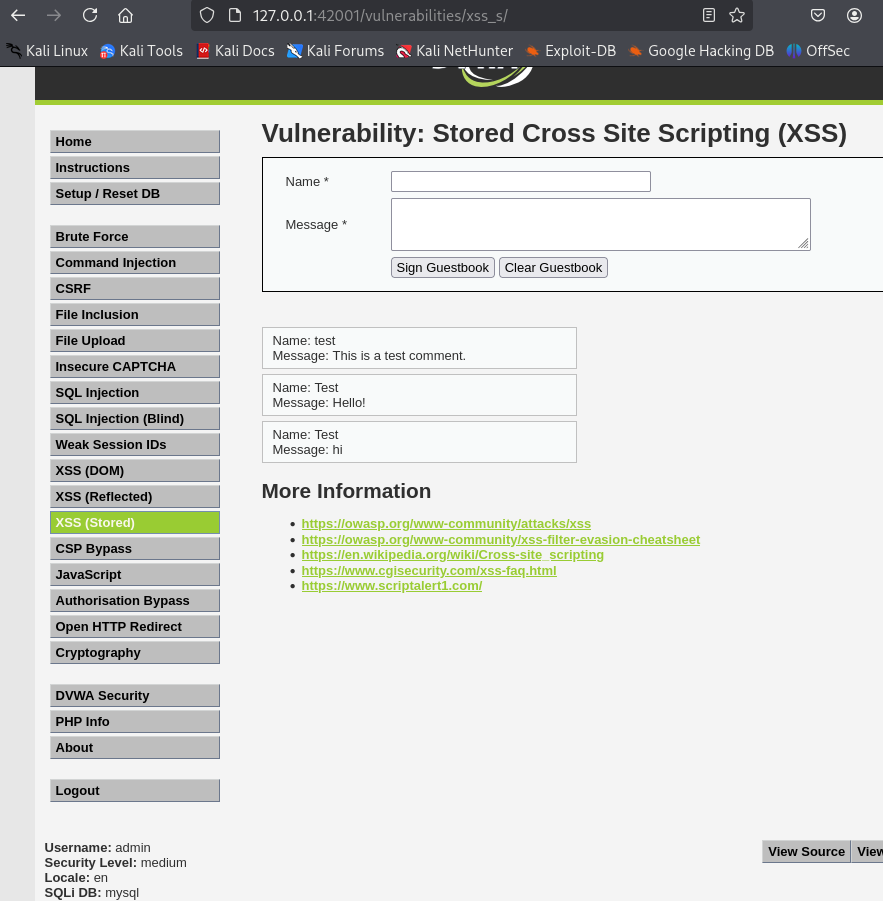 127.0.0.1:42001/vulnerabilities/xss_s/
Kali Linux Kali Tools Kali Docs Kali Forums Kali NetHunter Exploit-DB Google Hacking DB OffSec
Home
Instructions
Setup / Reset DB
Brute Force
Command Injection
CSRF
File Inclusion
File Upload
Insecure CAPTCHA
SQL Injection
SQL Injection (Blind)
Weak Session IDs
XSS (DOM)
XSS (Reflected)
XSS (Stored)
CSP Bypass
JavaScript
Authorisation Bypass
Open HTTP Redirect
Cryptography
DVWA Security
PHP Info
About
Logout
Vulnerability: Stored Cross Site Scripting (XSS)
Name *
Message *
Sign Guestbook Clear Guestbook
Name: test
Message: This is a test comment.
Name: Test
Message: Hello!
Name: Test
Message: hi
More Information
https://owasp.org/www-community/attacks/xss
https://owasp.org/www-community/xss-filter-evasion-cheatsheet
https://en.wikipedia.org/wiki/Cross-site_scripting
https://www.cgisecurity.com/xss-faq.html
https://www.scriptalert1.com/
Username: admin
Security Level: medium
Locale: en
SQLi DB: mysql
View Source View